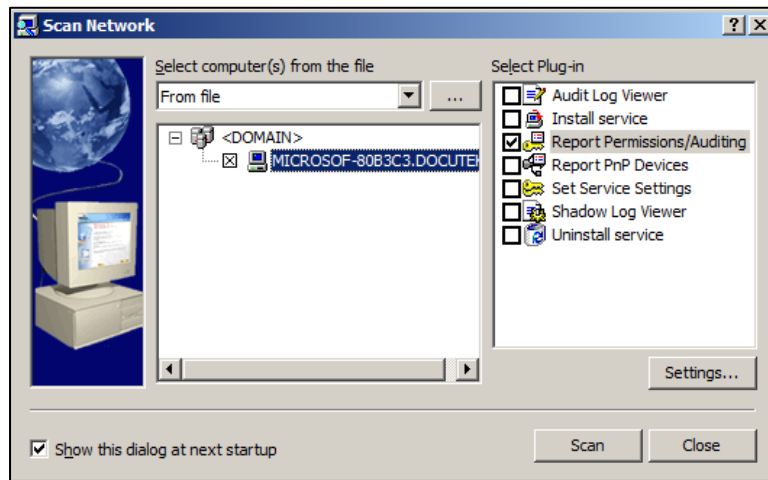 Scan Network
Select computer(s) from the file
From file
...
<DOMAIN>
MICROSOF-80B3C3.DOCUTEK
Select Plug-in
Audit Log Viewer
Install service
Report Permissions/Auditing
Report PnP Devices
Set Service Settings
Shadow Log Viewer
Uninstall service
Settings...
Show this dialog at next startup
Scan
Close